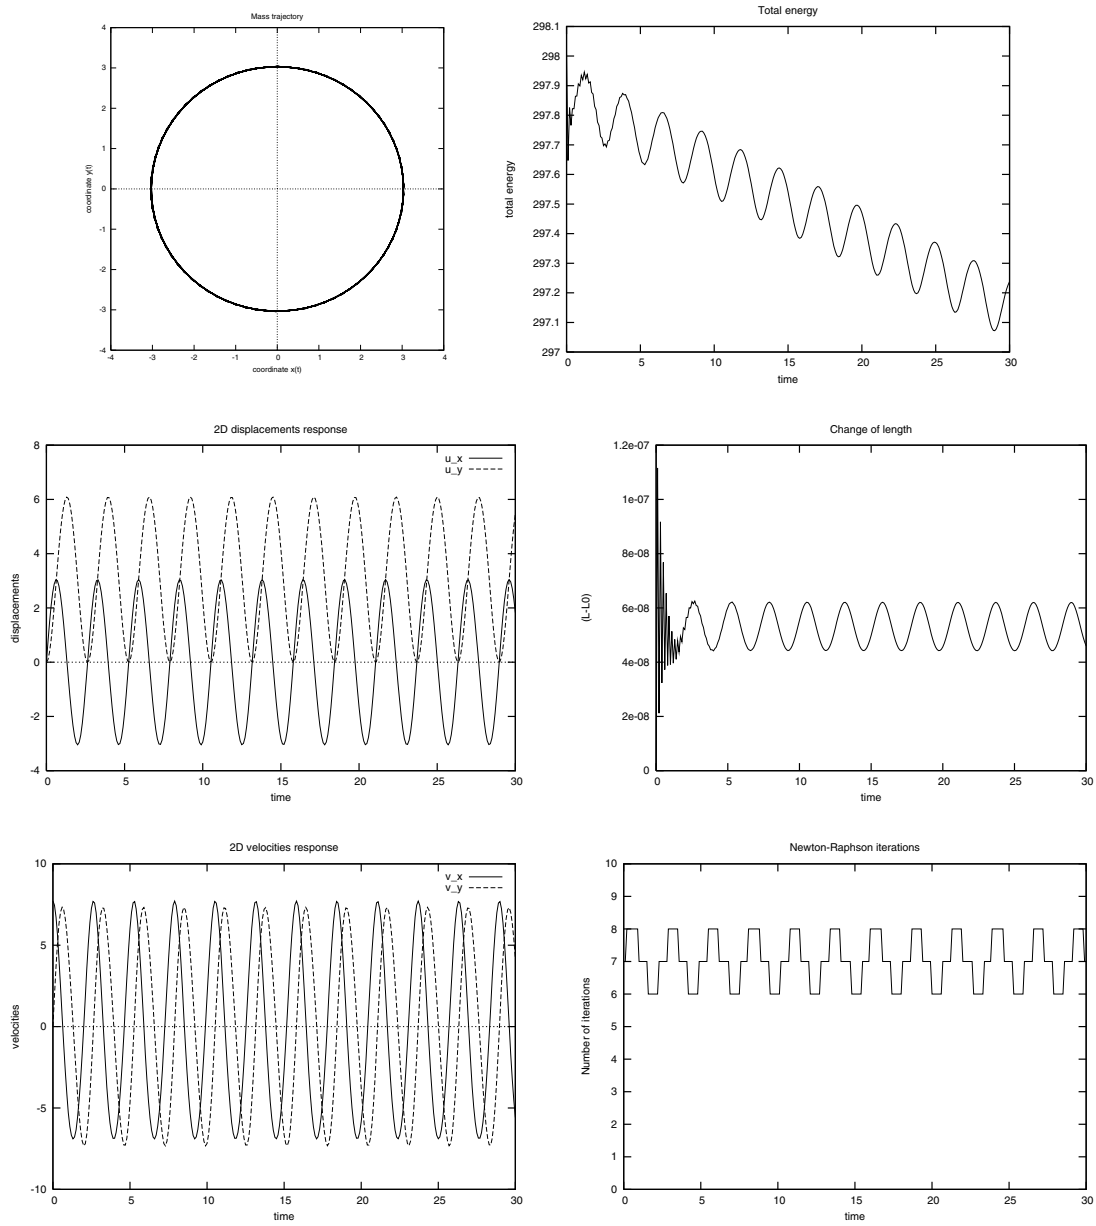 Mass trajectory
4
3
2
1
0
-1
-2
-3
-4
coordinate y(t)
-4 -3 -2 -1 0 1 2 3 4
coordinate x(t)
Total energy
298.1
298
297.9
297.8
297.7
297.6
297.5
297.4
297.3
297.2
297.1
297
total energy
0 5 10 15 20 25 30
time
2D displacements response
u_x
u_y
8
6
4
2
0
-2
-4
displacements
0 5 10 15 20 25 30
time
Change of length
1.2e-07
1e-07
8e-08
6e-08
4e-08
2e-08
0
(L-L0)
0 5 10 15 20 25 30
time
2D velocities response
v_x
v_y
10
5
0
-5
-10
velocities
0 5 10 15 20 25 30
time
Newton-Raphson iterations
10
9
8
7
6
5
4
3
2
1
0
Number of iterations
0 5 10 15 20 25 30
time